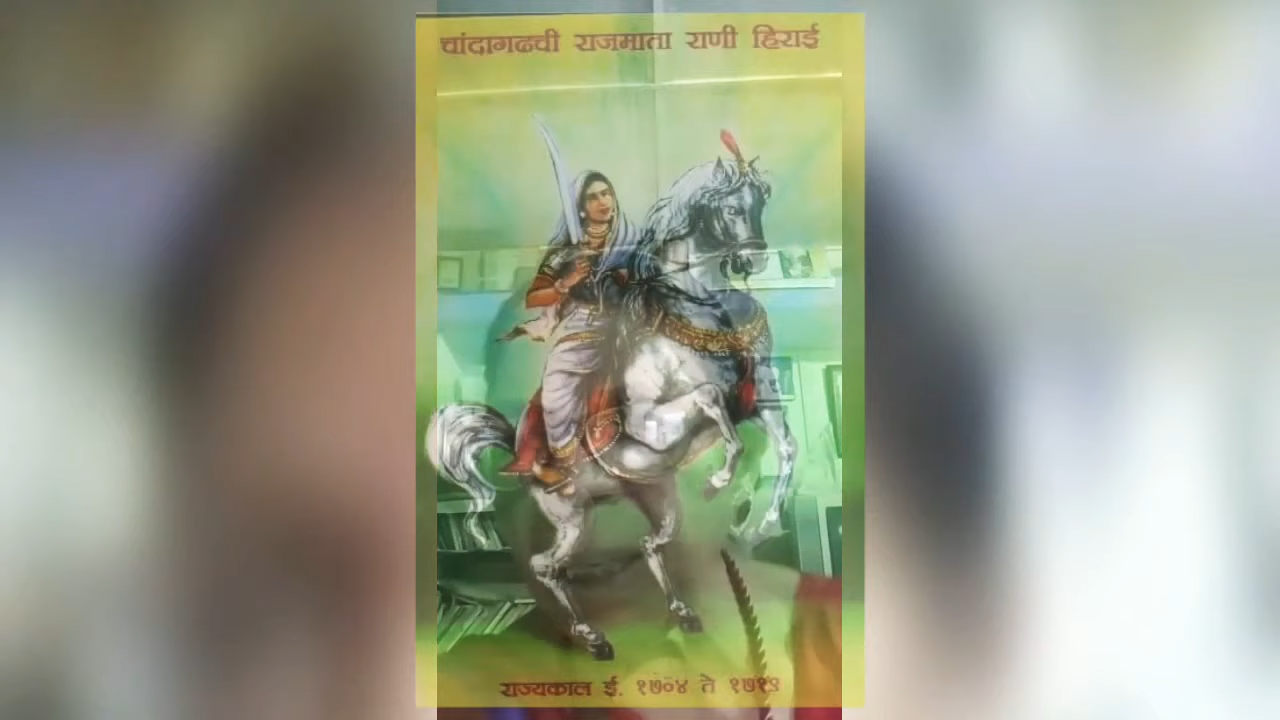 चांदागढची राजमाता राणी हिराई
राज्यकाल ई. १७०४ ते १७१९